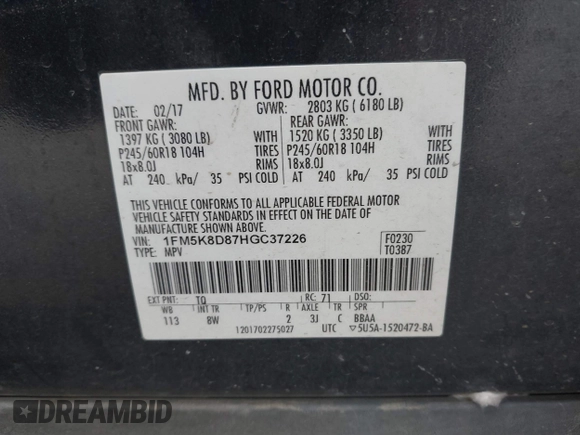 MFD. BY FORD MOTOR CO.
DATE: 02/17 GVWR: 2803 KG ( 6180 LB)
FRONT GAWR: REAR GAWR:
1397 KG ( 3080 LB) WITH 1520 KG ( 3350 LB) WITH
P245/60R18 104H TIRES P245/60R18 104H TIRES
18x8.0J RIMS 18x8.0J RIMS
AT 240 kPa/ 35 PSI COLD AT 240 kPa/ 35 PSI COLD
THIS VEHICLE CONFORMS TO ALL APPLICABLE FEDERAL MOTOR
VEHICLE SAFETY STANDARDS IN EFFECT ON THE DATE OF
MANUFACTURE SHOWN ABOVE.
VIN: 1FM5K8D87HGC37226 F0230
TYPE: MPV T0387
EXT PNT: TQ RC: 71 DSO:
WB INT TR TP/PS R AXLE TR SPR
113 8W 2 3J C BBAA
1201702275027 UTC ▽5U5A-1520472-BA
DREAMBID